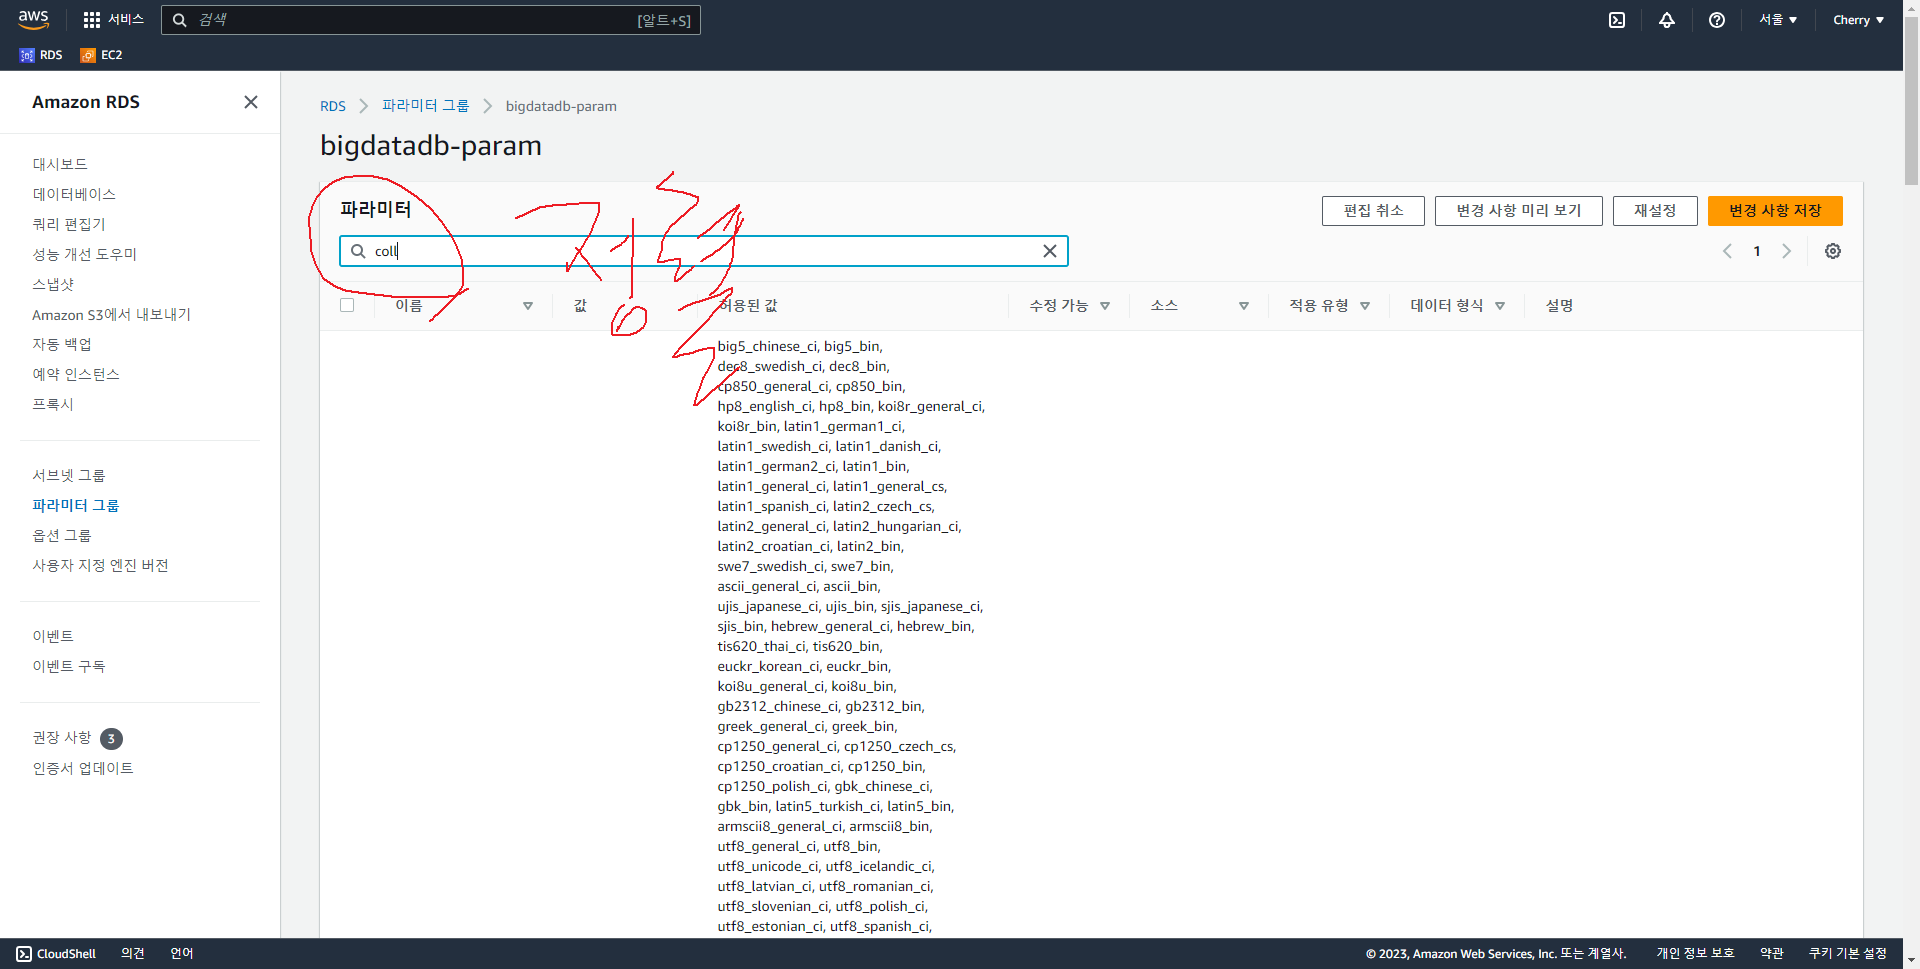 aws
서비스
검색
[알트+S]
서울 ▼
Cherry ▼
RDS
EC2
Amazon RDS
대시보드
데이터베이스
쿼리 편집기
성능 개선 도우미
스냅샷
Amazon S3에서 내보내기
자동 백업
예약 인스턴스
프록시
서브넷 그룹
파라미터 그룹
옵션 그룹
사용자 지정 엔진 버전
이벤트
이벤트 구독
권장 사항 3
인증서 업데이트
RDS > 파라미터 그룹 > bigdatadb-param
bigdatadb-param
파라미터
편집 취소
변경 사항 미리 보기
재설정
변경 사항 저장
coll
1
이름
값
허용된 값
수정 가능
소스
적용 유형
데이터 형식
설명
big5_chinese_ci, big5_bin,
dec8_swedish_ci, dec8_bin,
cp850_general_ci, cp850_bin,
hp8_english_ci, hp8_bin, koi8r_general_ci,
koi8r_bin, latin1_german1_ci,
latin1_swedish_ci, latin1_danish_ci,
latin1_german2_ci, latin1_bin,
latin1_general_ci, latin1_general_cs,
latin1_spanish_ci, latin2_czech_cs,
latin2_general_ci, latin2_hungarian_ci,
latin2_croatian_ci, latin2_bin,
swe7_swedish_ci, swe7_bin,
ascii_general_ci, ascii_bin,
ujis_japanese_ci, ujis_bin, sjis_japanese_ci,
sjis_bin, hebrew_general_ci, hebrew_bin,
tis620_thai_ci, tis620_bin,
euckr_korean_ci, euckr_bin,
koi8u_general_ci, koi8u_bin,
gb2312_chinese_ci, gb2312_bin,
greek_general_ci, greek_bin,
cp1250_general_ci, cp1250_czech_cs,
cp1250_croatian_ci, cp1250_bin,
cp1250_polish_ci, gbk_chinese_ci,
gbk_bin, latin5_turkish_ci, latin5_bin,
armscii8_general_ci, armscii8_bin,
utf8_general_ci, utf8_bin,
utf8_unicode_ci, utf8_icelandic_ci,
utf8_latvian_ci, utf8_romanian_ci,
utf8_slovenian_ci, utf8_polish_ci,
utf8_estonian_ci, utf8_spanish_ci,
CloudShell
의견
언어
© 2023, Amazon Web Services, Inc. 또는 계열사.
개인 정보 보호
약관
쿠키 기본 설정